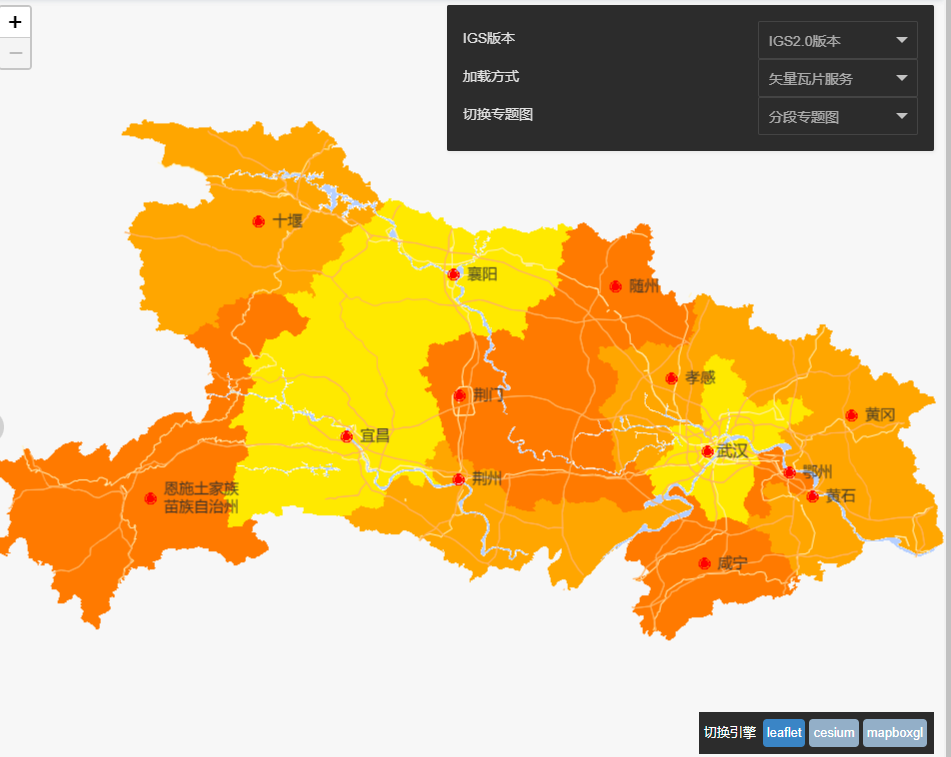 +
−
IGS版本
IGS2.0版本
加载方式
矢量瓦片服务
切换专题图
分段专题图
十堰
襄阳
随州
孝感
荆门
黄冈
宜昌
武汉
鄂州
荆州
黄石
恩施土家族
苗族自治州
咸宁
切换引擎
leaflet
cesium
mapboxgl